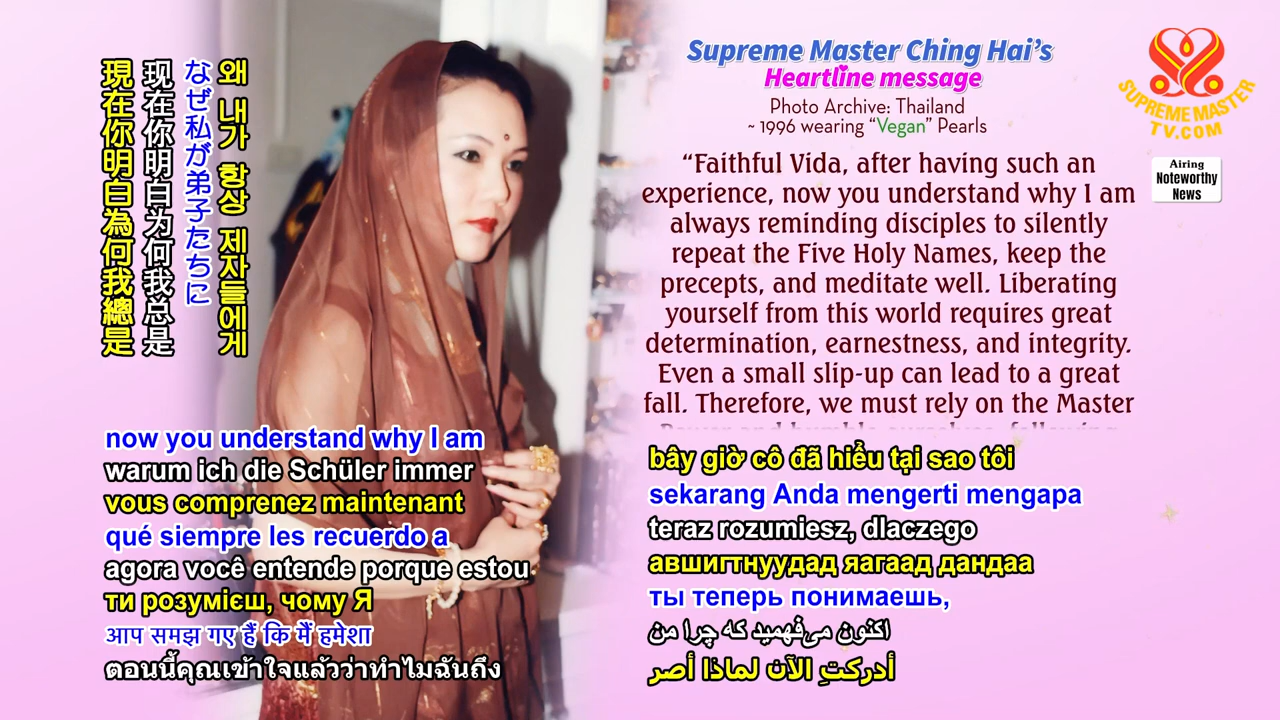 現在你明白為何我總是
现在你明白为何我总是
なぜ私が弟子たちに
왜 내가 항상 제자들에게
Supreme Master Ching Hai’s
Heartline message
Photo Archive: Thailand
~ 1996 wearing “Vegan” Pearls
“Faithful Vida, after having such an
experience, now you understand why I am
always reminding disciples to silently
repeat the Five Holy Names, keep the
precepts, and meditate well. Liberating
yourself from this world requires great
determination, earnestness, and integrity.
Even a small slip-up can lead to a great
fall. Therefore, we must rely on the Master
SUPREME MASTER
TV.COM
Airing
Noteworthy
News
now you understand why I am
warum ich die Schüler immer
vous comprenez maintenant
qué siempre les recuerdo a
agora você entende porque estou
ти розумієш, чому Я
आप समझ गए हैं कि मैं हमेशा
ตอนนี้คุณเข้าใจแล้วว่าทำไมฉันถึง
bây giờ cô đã hiểu tại sao tôi
sekarang Anda mengerti mengapa
teraz rozumiesz, dlaczego
авшигтнуудад яагаад дандаа
ты теперь понимаешь,
اکنون می‌فهمید که چرا من
أدركتِ الآن لماذا أصر